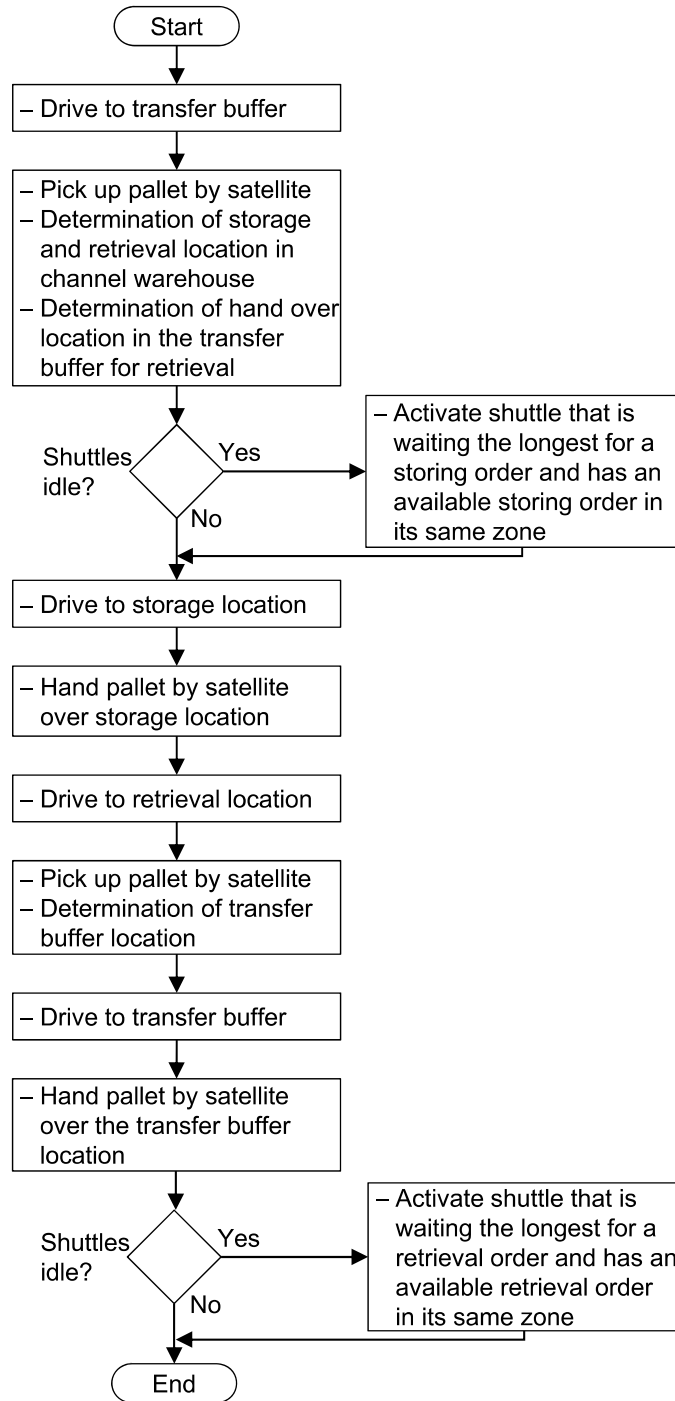 Start
– Drive to transfer buffer
– Pick up pallet by satellite
– Determination of storage
and retrieval location in
channel warehouse
– Determination of hand over
location in the transfer
buffer for retrieval
Shuttles
idle?
Yes
No
– Activate shuttle that is
waiting the longest for a
storing order and has an
available storing order in
its same zone
– Drive to storage location
– Hand pallet by satellite
over storage location
– Drive to retrieval location
– Pick up pallet by satellite
– Determination of transfer
buffer location
– Drive to transfer buffer
– Hand pallet by satellite
over the transfer buffer
location
Shuttles
idle?
Yes
No
– Activate shuttle that is
waiting the longest for a
retrieval order and has an
available retrieval order
in its same zone
End